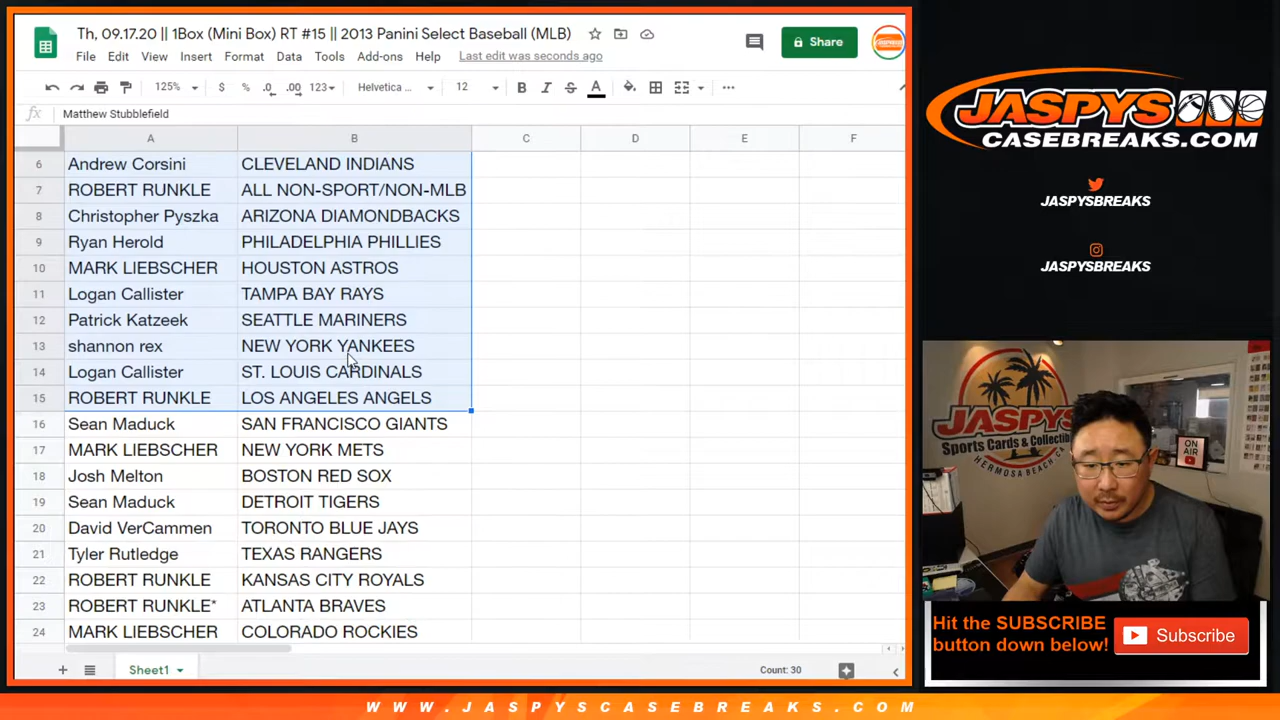 Th, 09.17.20 || 1Box (Mini Box) RT #15 || 2013 Panini Select Baseball (MLB)
File Edit View Insert Format Data Tools Add-ons Help Last edit was seconds ago
Share
125% $ % .0 .00 123 Helvetica ... 12 B I S A
fx Matthew Stubblefield
A B C D E F
6 Andrew Corsini CLEVELAND INDIANS
7 ROBERT RUNKLE ALL NON-SPORT/NON-MLB
8 Christopher Pyszka ARIZONA DIAMONDBACKS
9 Ryan Herold PHILADELPHIA PHILLIES
10 MARK LIEBSCHER HOUSTON ASTROS
11 Logan Callister TAMPA BAY RAYS
12 Patrick Katzeek SEATTLE MARINERS
13 shannon rex NEW YORK YANKEES
14 Logan Callister ST. LOUIS CARDINALS
15 ROBERT RUNKLE LOS ANGELES ANGELS
16 Sean Maduck SAN FRANCISCO GIANTS
17 MARK LIEBSCHER NEW YORK METS
18 Josh Melton BOSTON RED SOX
19 Sean Maduck DETROIT TIGERS
20 David VerCammen TORONTO BLUE JAYS
21 Tyler Rutledge TEXAS RANGERS
22 ROBERT RUNKLE KANSAS CITY ROYALS
23 ROBERT RUNKLE* ATLANTA BRAVES
24 MARK LIEBSCHER COLORADO ROCKIES
Sheet1
Count: 30
JASPYS
CASEBREAKS.COM
JASPYSBREAKS
JASPYSBREAKS
JASPYS
Sports Cards & Collectibles
HERMOSA BEACH, CA
ON AIR
Hit the SUBSCRIBE
button down below!
Subscribe
WWW.JASPYSCASEBREAKS.COM